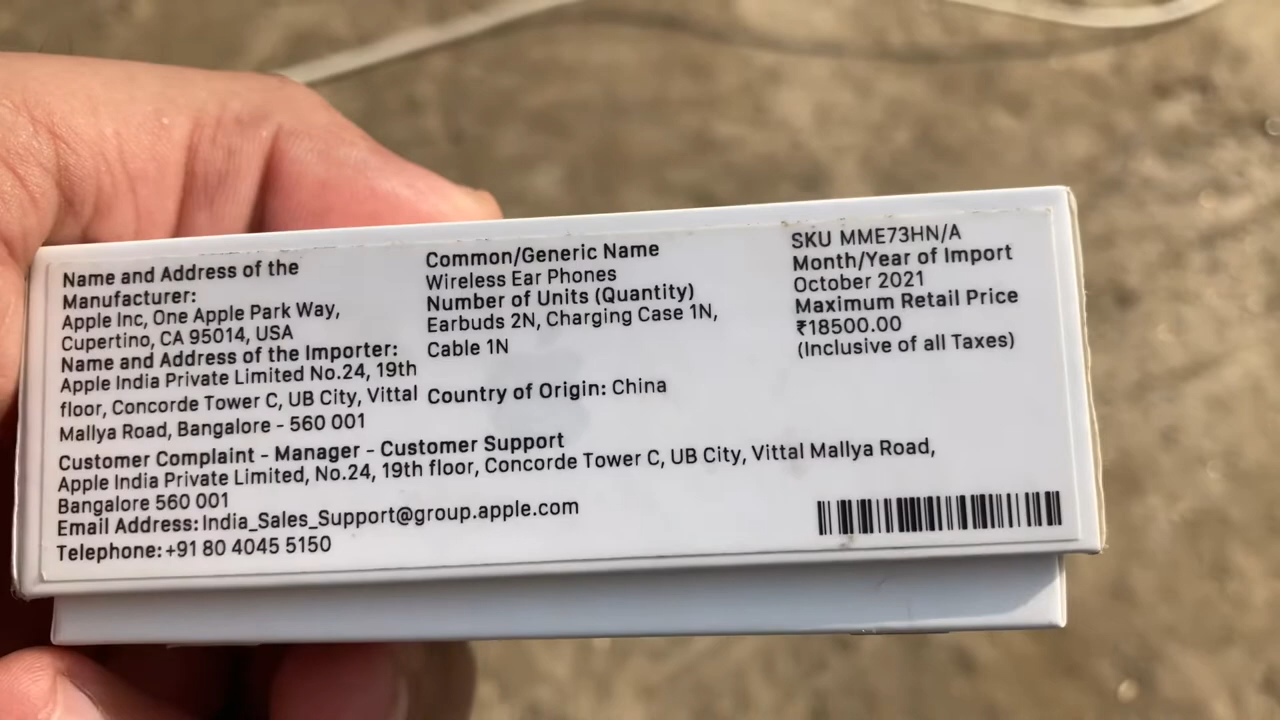 Name and Address of the
Manufacturer:
Apple Inc, One Apple Park Way,
Cupertino, CA 95014, USA
Name and Address of the Importer:
Apple India Private Limited No.24, 19th
floor, Concorde Tower C, UB City, Vittal
Mallya Road, Bangalore - 560 001
Common/Generic Name
Wireless Ear Phones
Number of Units (Quantity)
Earbuds 2N, Charging Case 1N,
Cable 1N
Country of Origin: China
SKU MME73HN/A
Month/Year of Import
October 2021
Maximum Retail Price
₹18500.00
(Inclusive of all Taxes)
Customer Complaint - Manager - Customer Support
Apple India Private Limited, No.24, 19th floor, Concorde Tower C, UB City, Vittal Mallya Road,
Bangalore 560 001
Email Address: India_Sales_Support@group.apple.com
Telephone: +91 80 4045 5150